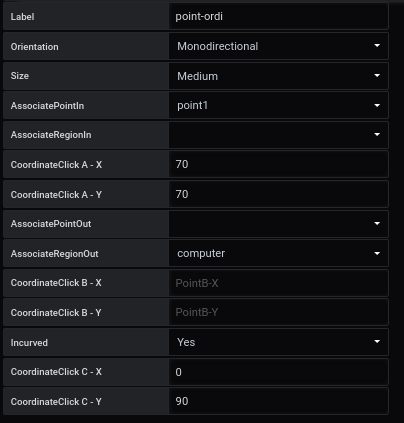 Label point-ordi
Orientation Monodirectional
Size Medium
AssociatePointIn point1
AssociateRegionIn
CoordinateClick A - X 70
CoordinateClick A - Y 70
AssociatePointOut
AssociateRegionOut computer
CoordinateClick B - X PointB-X
CoordinateClick B - Y PointB-Y
Incurved Yes
CoordinateClick C - X 0
CoordinateClick C - Y 90